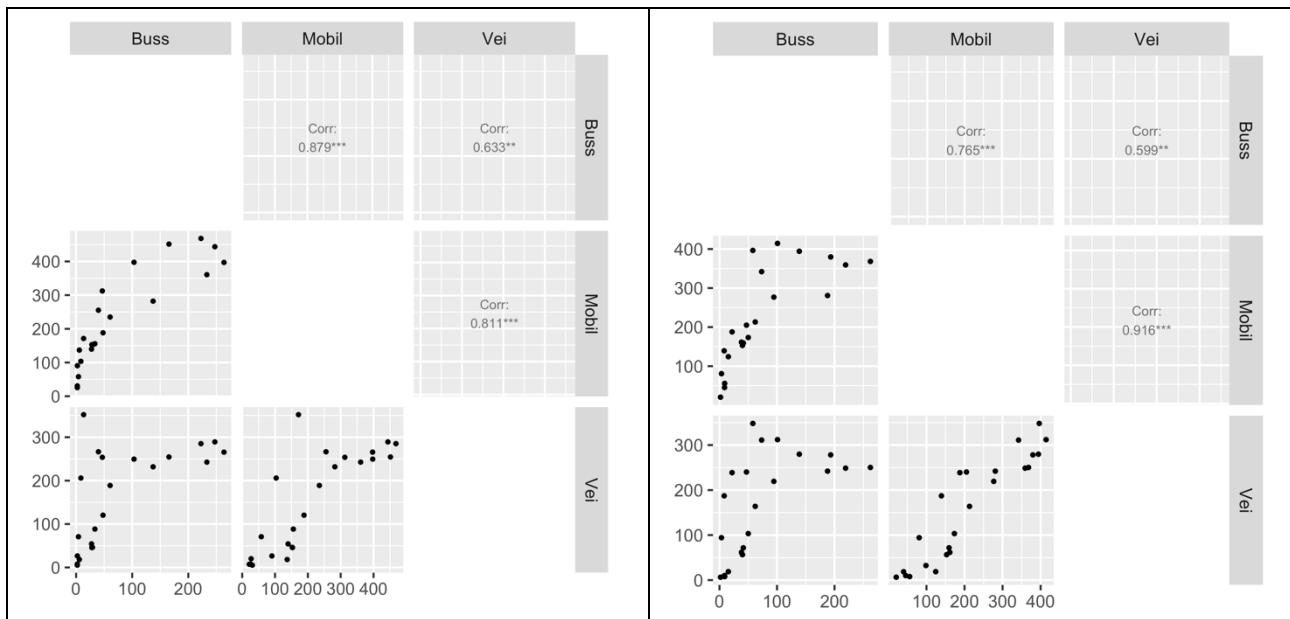 Buss Mobil Vei
Corr:
0.879***
Corr:
0.633**
Buss
400
300
200
100
0
Corr:
0.811***
Mobil
300
200
100
0
Vei
0 200 0 100 200 300 400
Buss Mobil Vei
Corr:
0.765***
Corr:
0.599**
Buss
400
300
200
100
Corr:
0.916***
Mobil
300
200
100
0
Vei
0 100 200 100 200 300 400